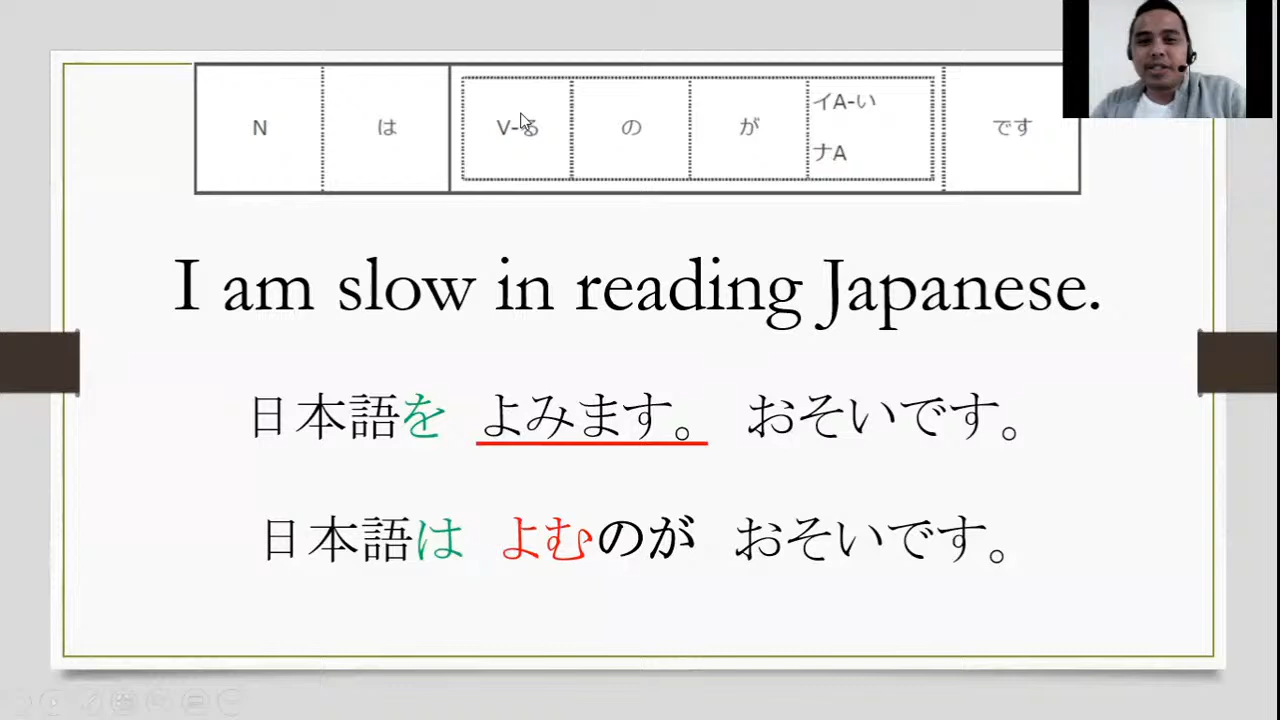 N は V-る の が イA-い です
ナA
I am slow in reading Japanese.
日本語を よみます。 おそいです。
日本語は よむのが おそいです。